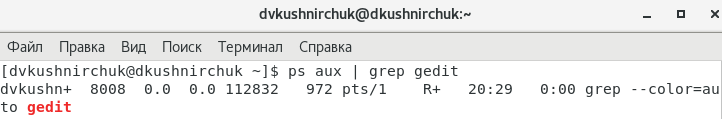 dvkushnirchuk@dkushnirchuk:~
Файл Правка Вид Поиск Терминал Справка
[dvkushnirchuk@dkushnirchuk ~]$ ps aux | grep gedit
dvkushn+  8008  0.0  0.0 112832   972 pts/1    R+   20:29   0:00 grep --color=au
to gedit